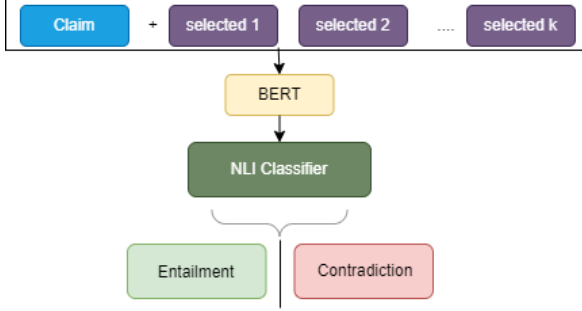 Claim + selected 1 selected 2 .... selected k
BERT
NLI Classifier
Entailment Contradiction